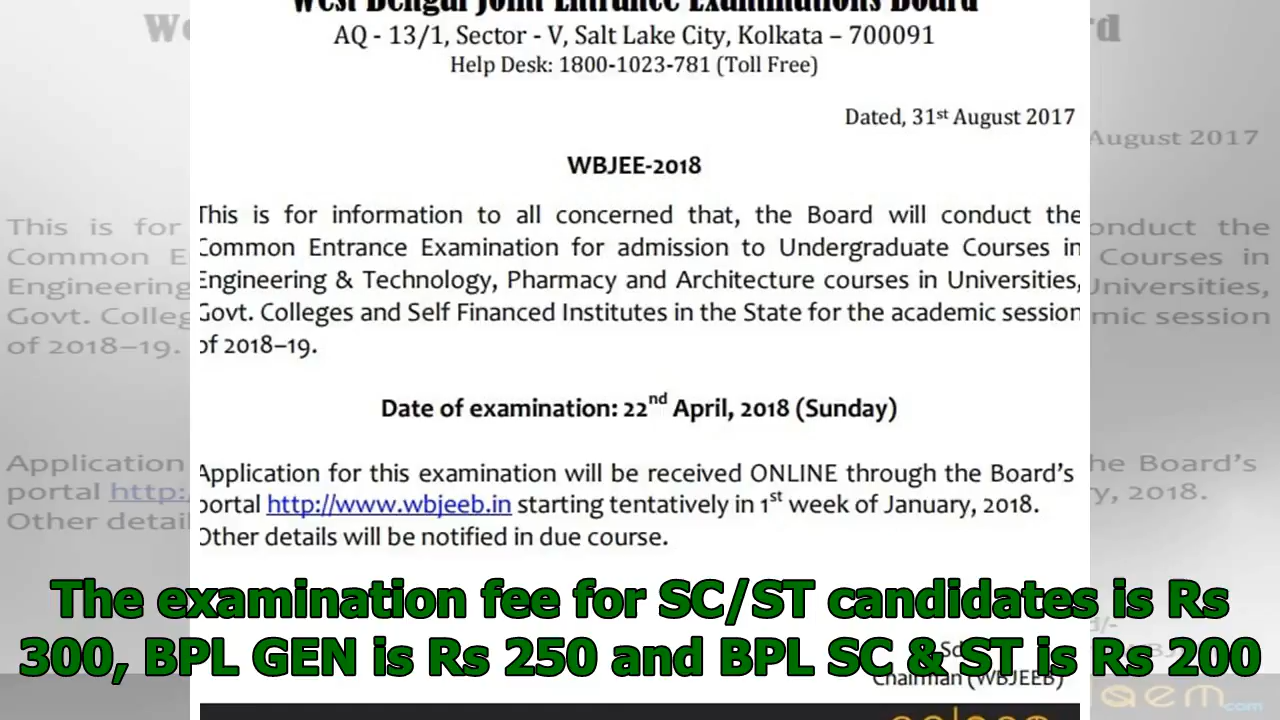 West Bengal Joint Entrance Examinations Board
AQ - 13/1, Sector - V, Salt Lake City, Kolkata – 700091
Help Desk: 1800-1023-781 (Toll Free)
Dated, 31st August 2017
WBJEE-2018
This is for information to all concerned that, the Board will conduct the
Common Entrance Examination for admission to Undergraduate Courses in
Engineering & Technology, Pharmacy and Architecture courses in Universities,
Govt. Colleges and Self Financed Institutes in the State for the academic session
of 2018–19.
Date of examination: 22nd April, 2018 (Sunday)
Application for this examination will be received ONLINE through the Board's
portal http://www.wbjeeb.in starting tentatively in 1st week of January, 2018.
Other details will be notified in due course.
The examination fee for SC/ST candidates is Rs
300, BPL GEN is Rs 250 and BPL SC & ST is Rs 200
Chairman (WBJEEB)